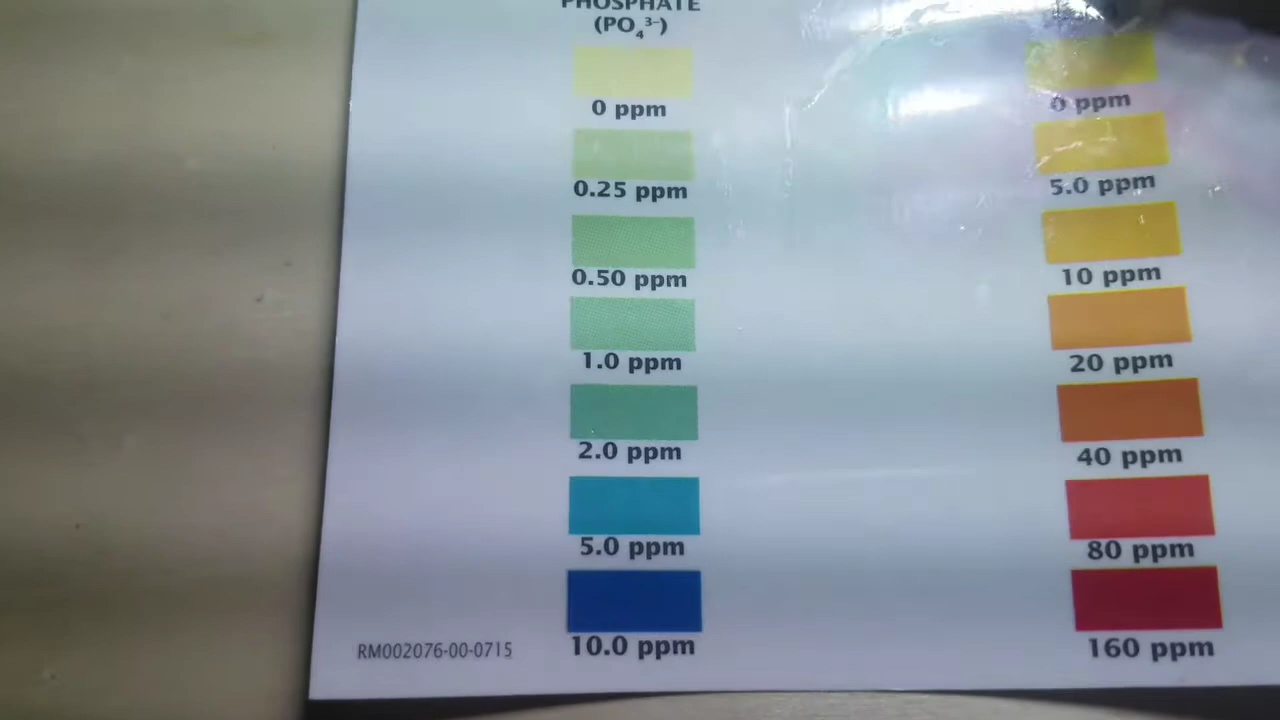 PHOSPHATE
(PO₄³⁻)
0 ppm
0.25 ppm
0.50 ppm
1.0 ppm
2.0 ppm
5.0 ppm
10.0 ppm
0 ppm
5.0 ppm
10 ppm
20 ppm
40 ppm
80 ppm
160 ppm
RM002076-00-0715